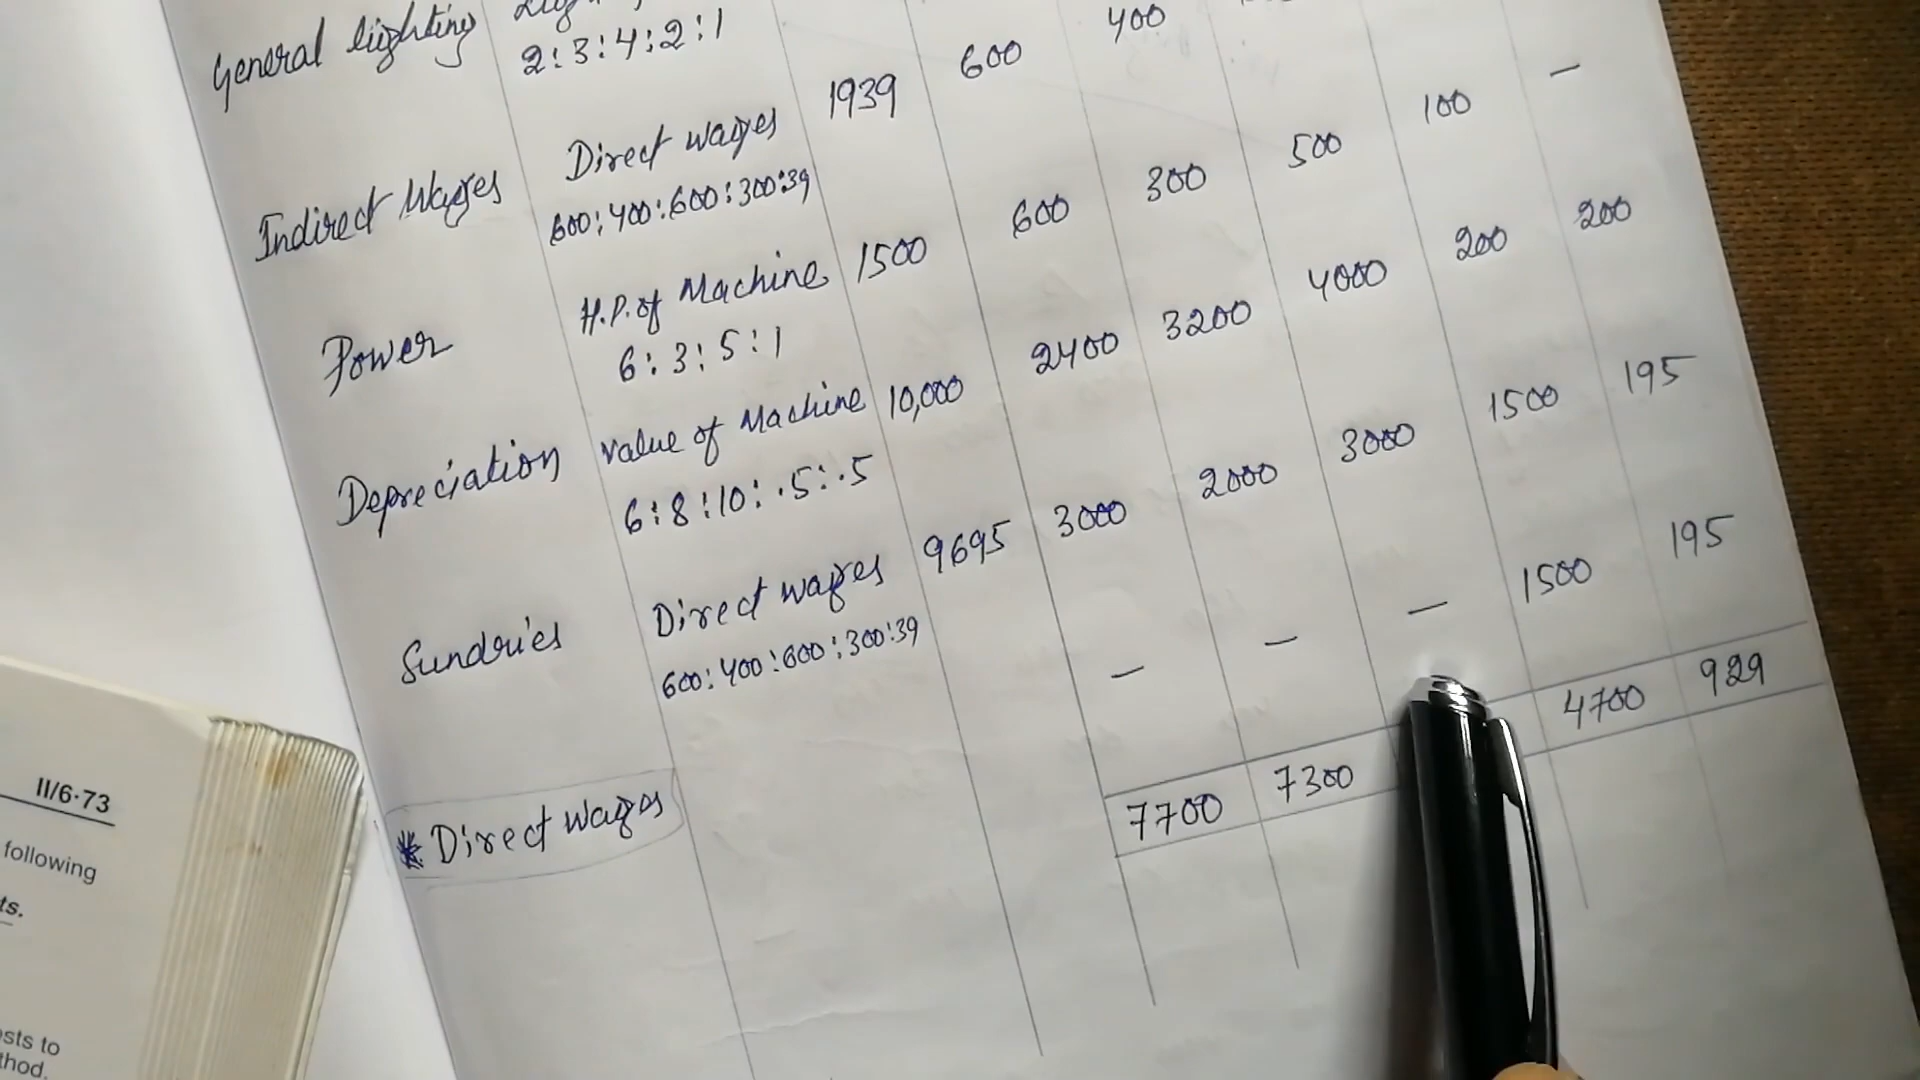 General lighting
2:3:4:2:1
400
Indirect Wages Direct wages 1939 600
600:400:600:300:39
100 —
Power H.P. of Machine 1500 600 300 500
6:3:5:1
Depreciation value of Machine 10,000 2400 3200 4000 200 200
6:8:10:.5:.5
Sundries Direct wages 9695 3000 2000 3000 1500 195
600:400:600:300:39
* Direct wages — — — 1500 195
7700 7300 4700 929
II/6·73
following
ts.
sts to
thod.